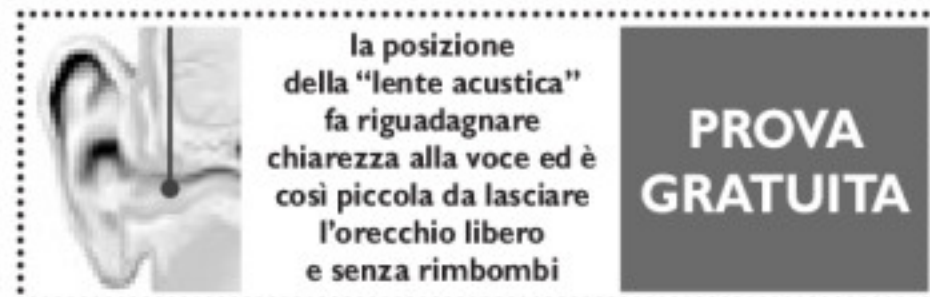 la posizione
della “lente acustica”
fa riguadagnare
chiarezza alla voce ed è
così piccola da lasciare
l'orecchio libero
e senza rimbombi
PROVA
GRATUITA